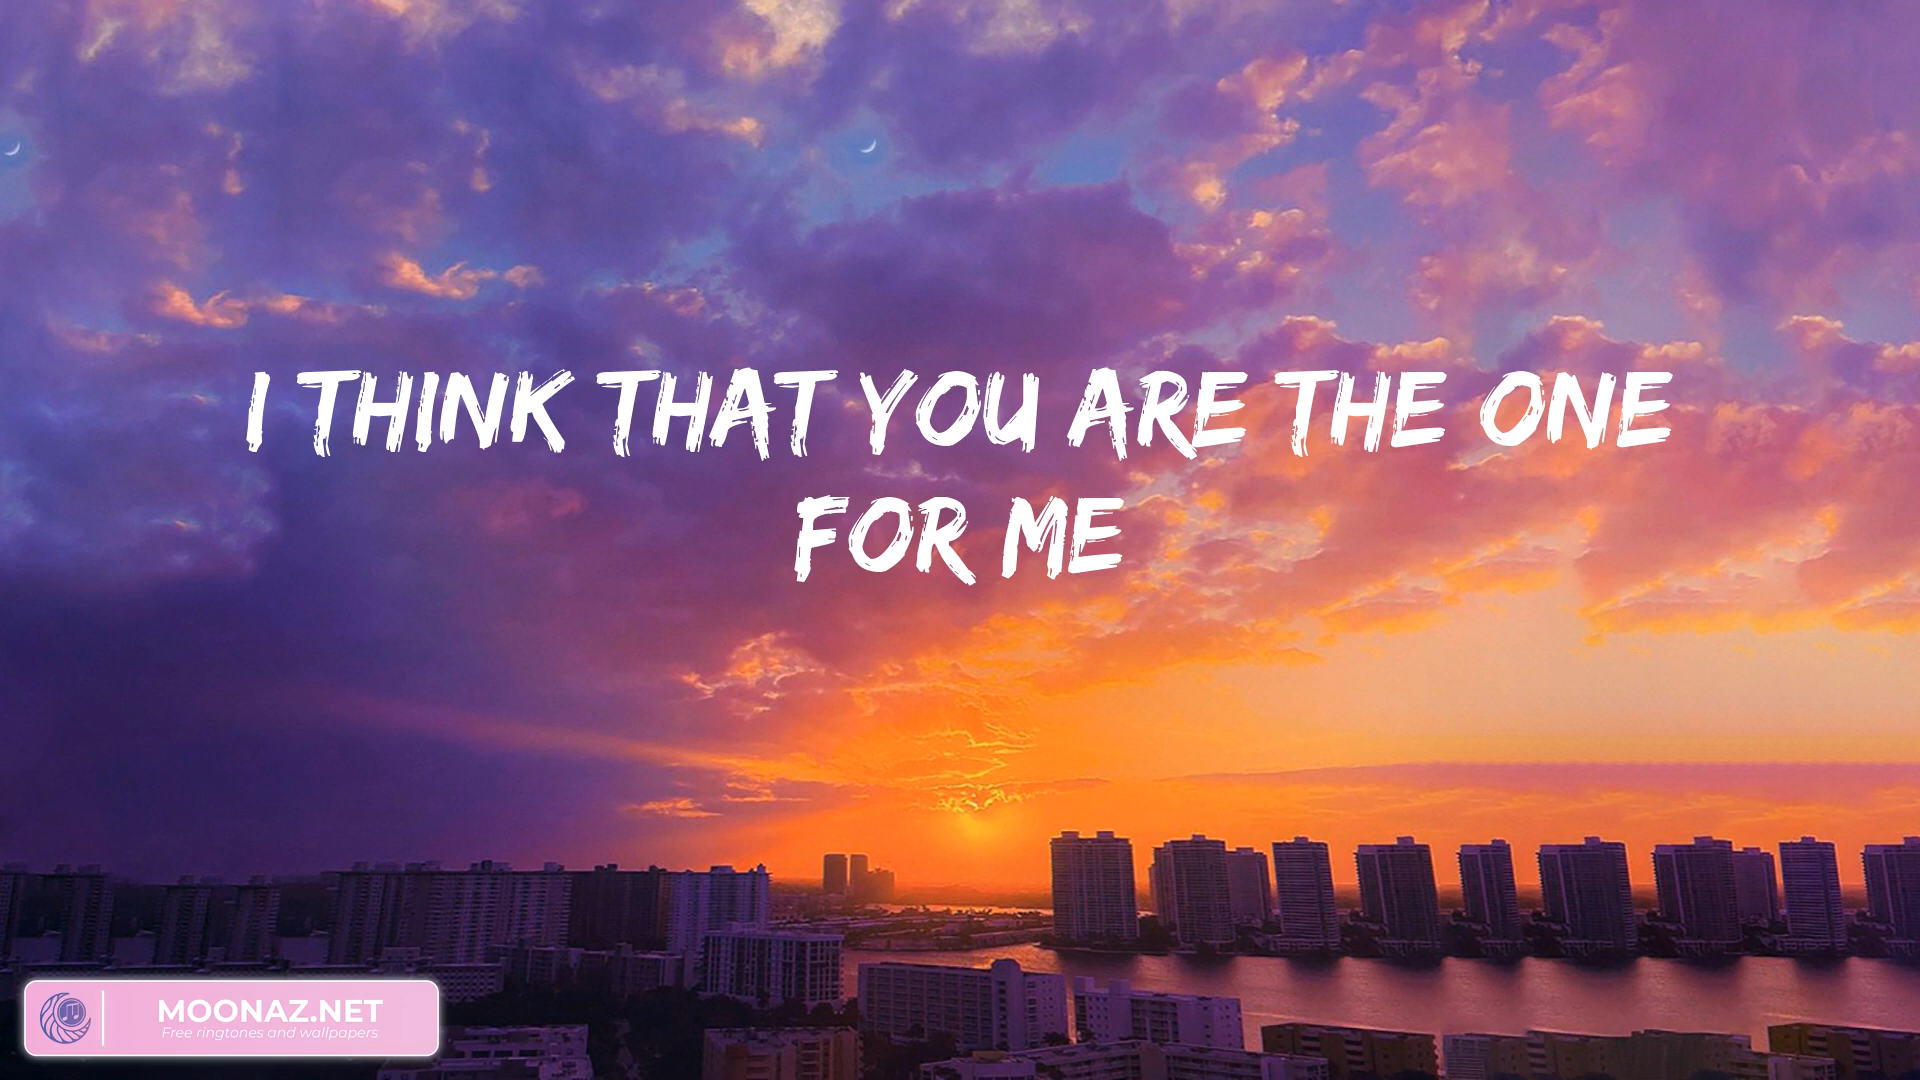 I THINK THAT YOU ARE THE ONE
FOR ME
MOONAZ.NET
Free ringtones and wallpapers